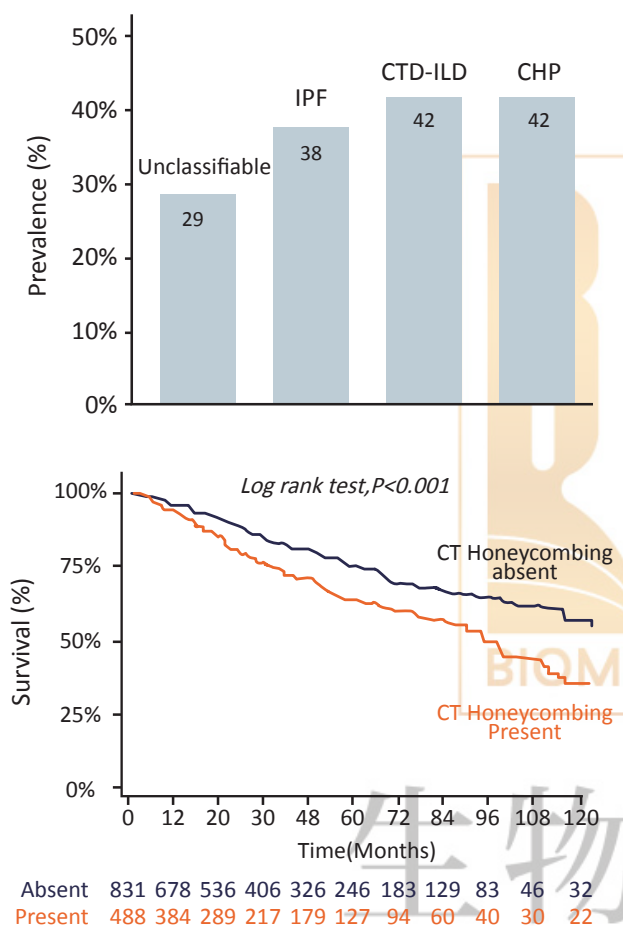 50%
40%
30%
20%
10%
0%
Prevalence (%)
Unclassifiable
29
IPF
38
CTD-ILD
42
CHP
42
100%
75%
50%
25%
0%
Survival (%)
Log rank test,P<0.001
CT Honeycombing
absent
CT Honeycombing
Present
0 12 20 30 48 60 72 84 96 108 120
Time(Months)
Absent 831 678 536 406 326 246 183 129 83 46 32
Present 488 384 289 217 179 127 94 60 40 30 22
BIOM
生物